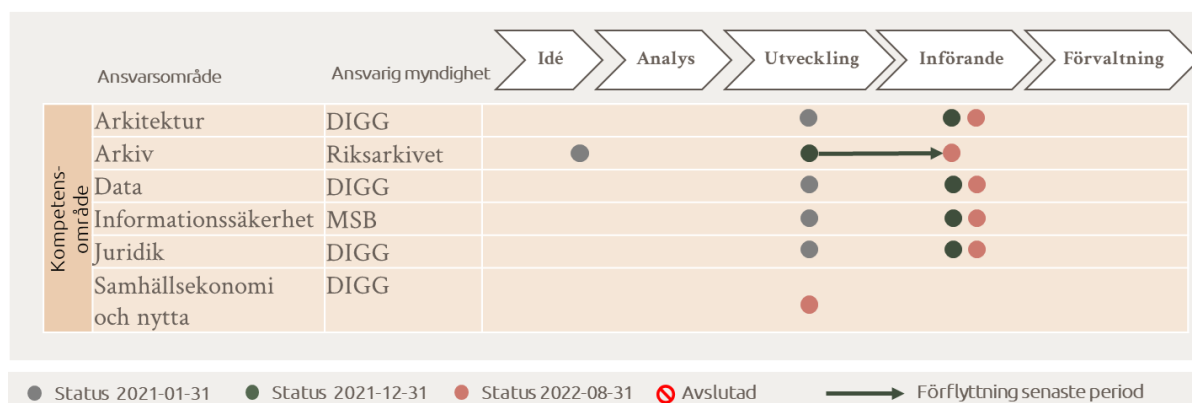 Idé
Analys
Utveckling
Införande
Förvaltning
Ansvarsområde
Ansvarig myndighet
Kompetens-
område
Arkitektur DIGG
Arkiv Riksarkivet
Data DIGG
Informationssäkerhet MSB
Juridik DIGG
Samhällsekonomi DIGG
och nytta
Status 2021-01-31
Status 2021-12-31
Status 2022-08-31
Avslutad
Förflyttning senaste period